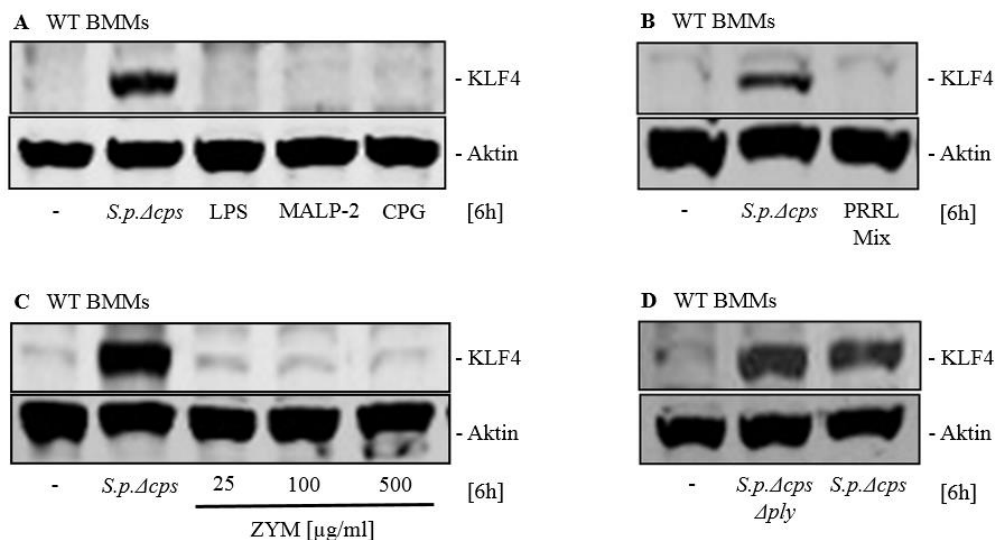 A WT BMMs
- KLF4
- Aktin
- S.p.Δcps LPS MALP-2 CPG [6h]
B WT BMMs
- KLF4
- Aktin
- S.p.Δcps PRRL [6h]
Mix
C WT BMMs
- KLF4
- Aktin
- S.p.Δcps 25 100 500 [6h]
ZYM [µg/ml]
D WT BMMs
- KLF4
- Aktin
- S.p.Δcps S.p.Δcps [6h]
Δply